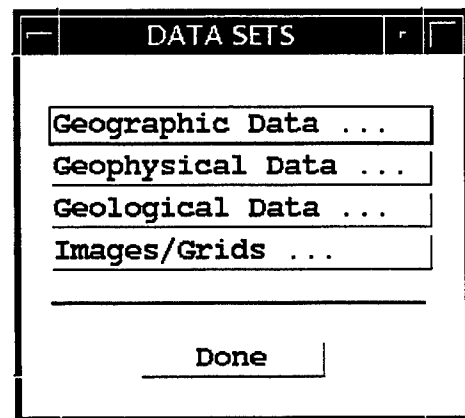 DATA SETS
Geographic Data ...
Geophysical Data ...
Geological Data ...
Images/Grids ...
Done